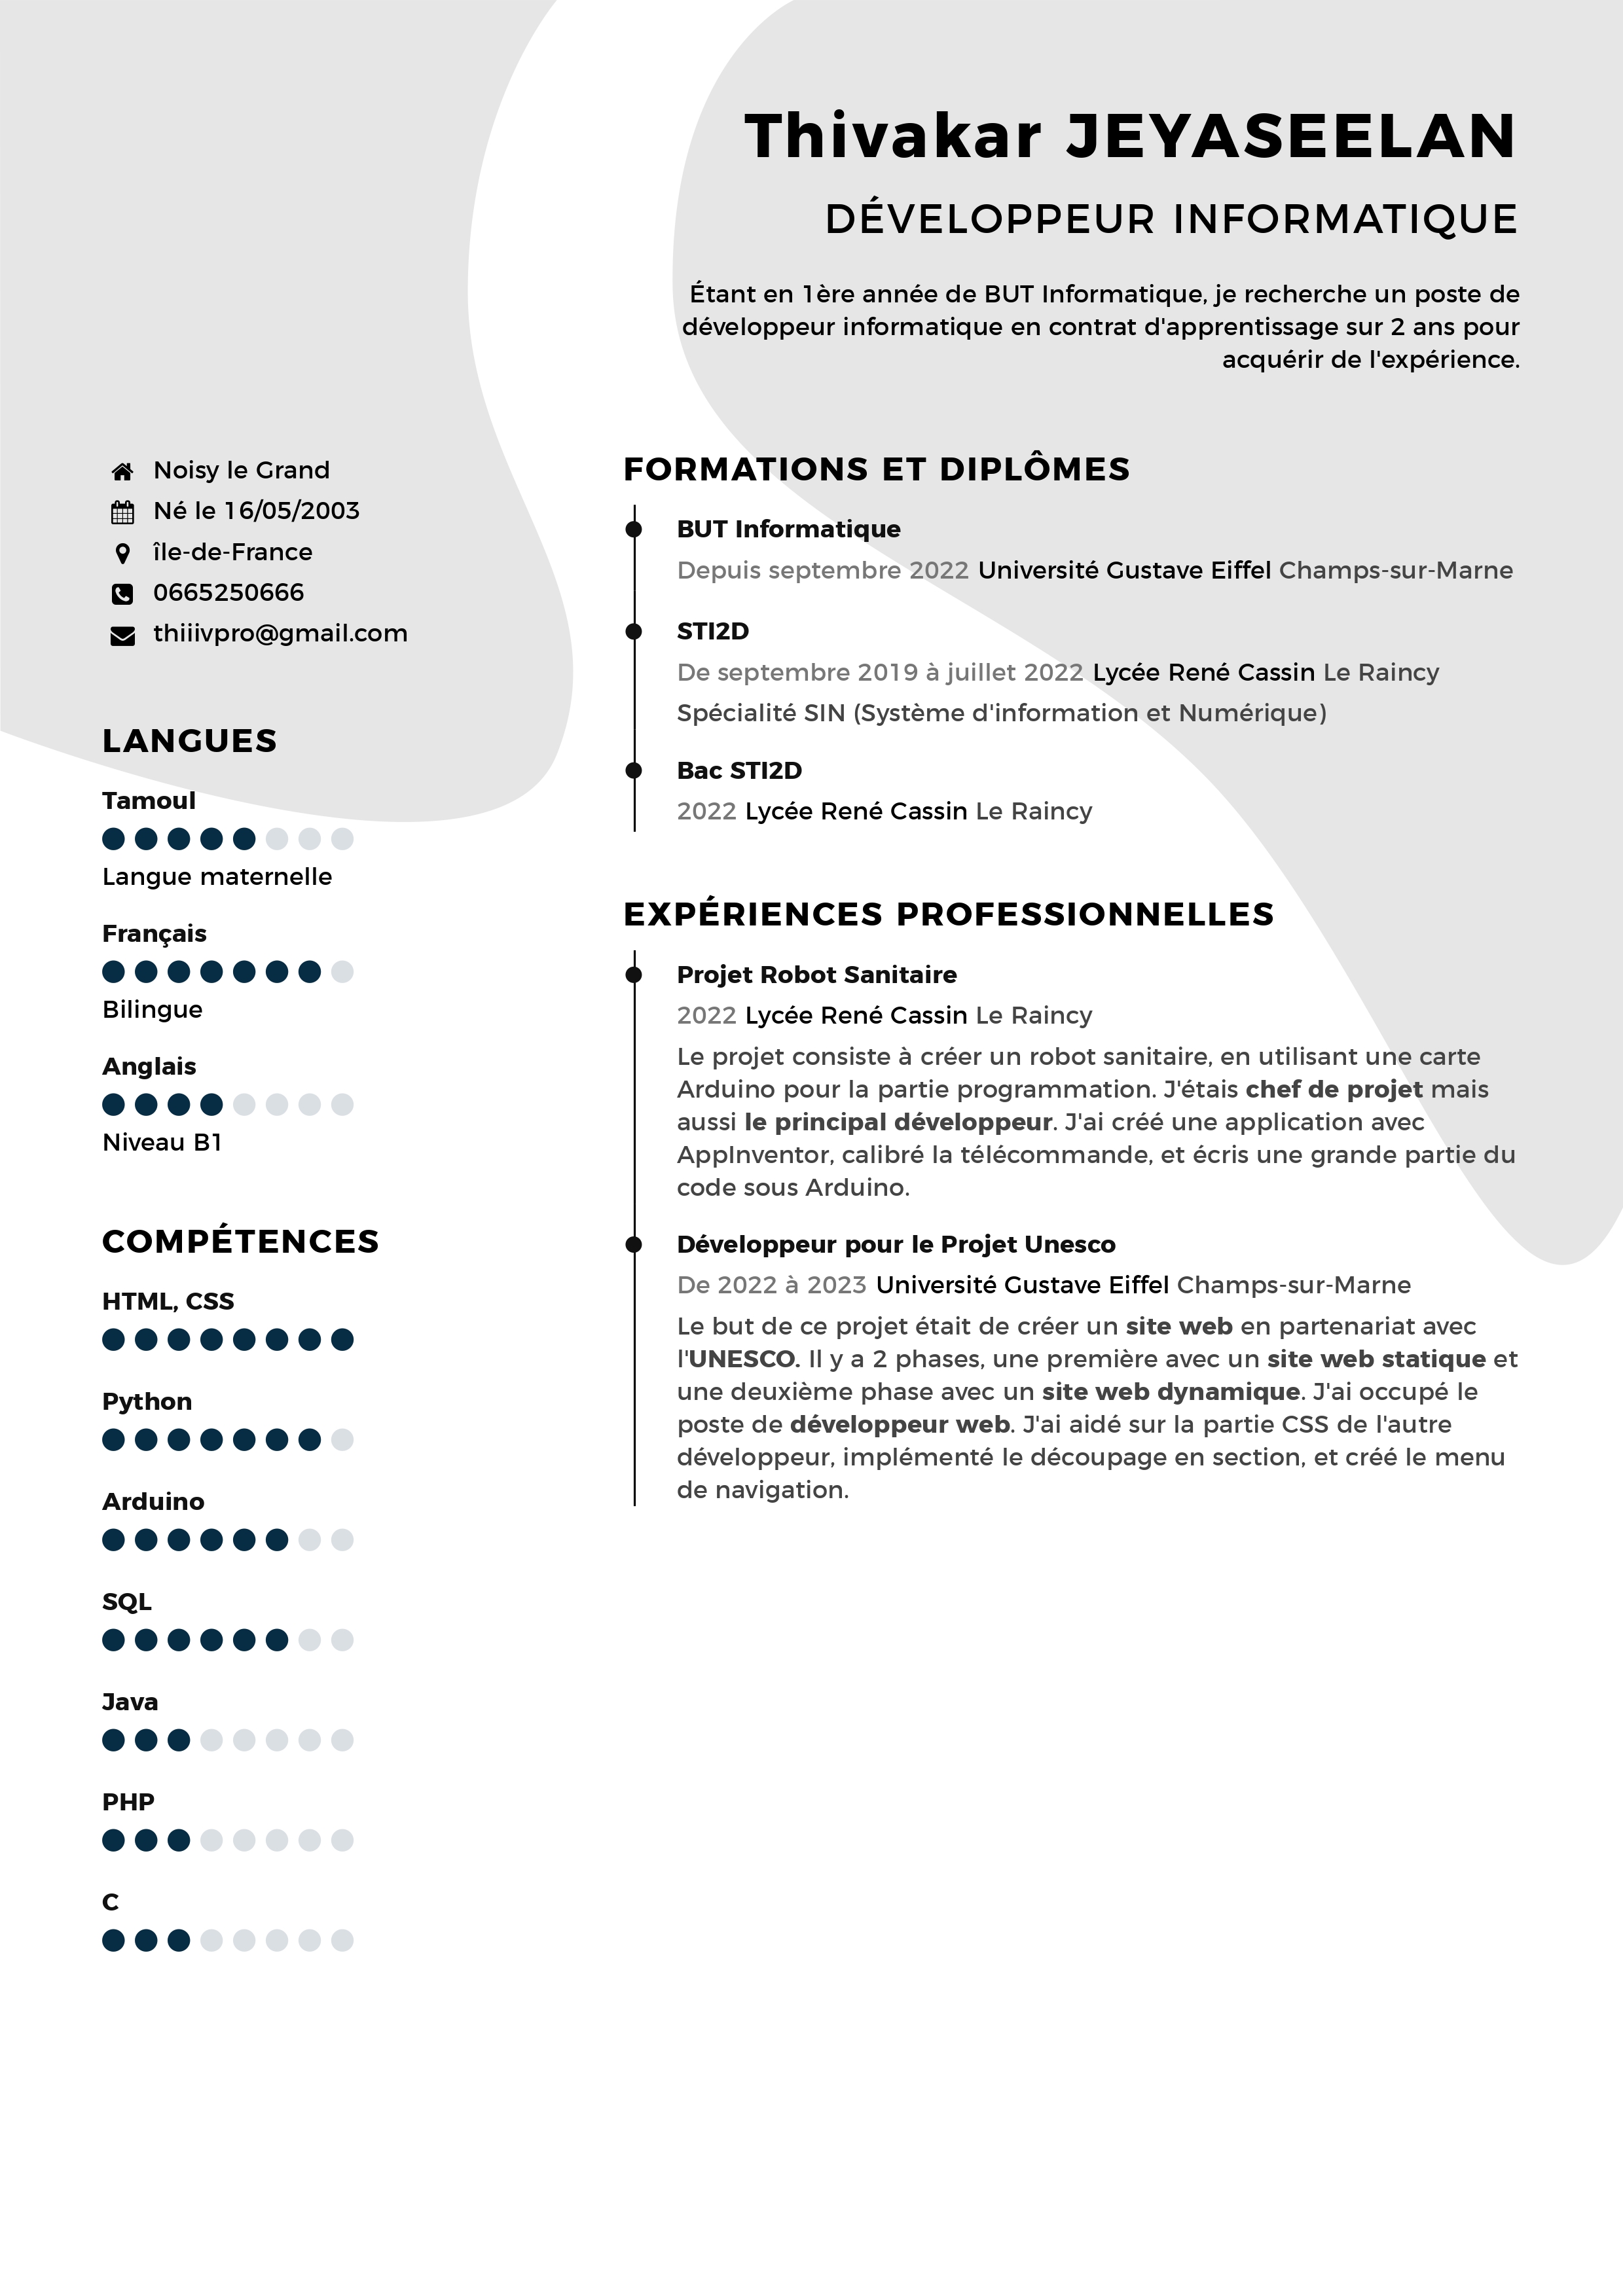 Thivakar JEYASEELAN
DÉVELOPPEUR INFORMATIQUE
Étant en 1ère année de BUT Informatique, je recherche un poste de
développeur informatique en contrat d'apprentissage sur 2 ans pour
acquérir de l'expérience.
Noisy le Grand
Né le 16/05/2003
île-de-France
0665250666
thiiivpro@gmail.com
LANGUES
Tamoul
Langue maternelle
Français
Bilingue
Anglais
Niveau B1
COMPÉTENCES
HTML, CSS
Python
Arduino
SQL
Java
PHP
C
FORMATIONS ET DIPLÔMES
BUT Informatique
Depuis septembre 2022 Université Gustave Eiffel Champs-sur-Marne
STI2D
De septembre 2019 à juillet 2022 Lycée René Cassin Le Raincy
Spécialité SIN (Système d'information et Numérique)
Bac STI2D
2022 Lycée René Cassin Le Raincy
EXPÉRIENCES PROFESSIONNELLES
Projet Robot Sanitaire
2022 Lycée René Cassin Le Raincy
Le projet consiste à créer un robot sanitaire, en utilisant une carte
Arduino pour la partie programmation. J'étais chef de projet mais
aussi le principal développeur. J'ai créé une application avec
AppInventor, calibré la télécommande, et écris une grande partie du
code sous Arduino.
Développeur pour le Projet Unesco
De 2022 à 2023 Université Gustave Eiffel Champs-sur-Marne
Le but de ce projet était de créer un site web en partenariat avec
l'UNESCO. Il y a 2 phases, une première avec un site web statique et
une deuxième phase avec un site web dynamique. J'ai occupé le
poste de développeur web. J'ai aidé sur la partie CSS de l'autre
développeur, implémenté le découpage en section, et créé le menu
de navigation.